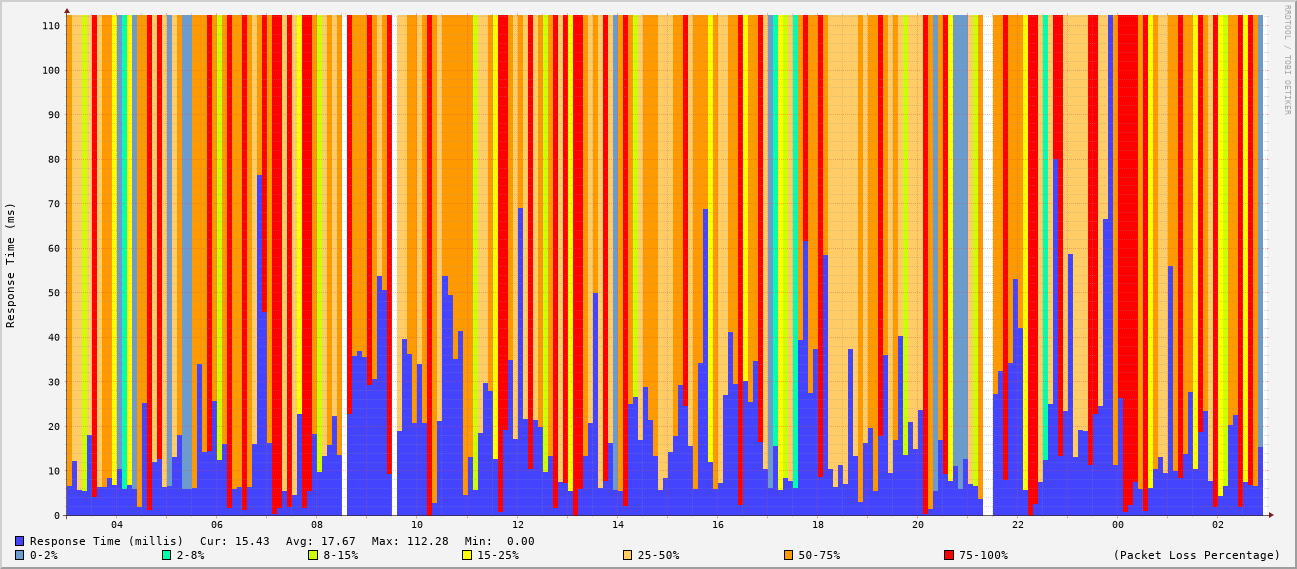 RRDTOOL / TOBI OETIKER
Response Time (ms)
110
100
90
80
70
60
50
40
30
20
10
0
04 06 08 10 12 14 16 18 20 22 00 02
Response Time (millis) Cur: 15.43 Avg: 17.67 Max: 112.28 Min: 0.00
0-2% 2-8% 8-15% 15-25% 25-50% 50-75% 75-100% (Packet Loss Percentage)